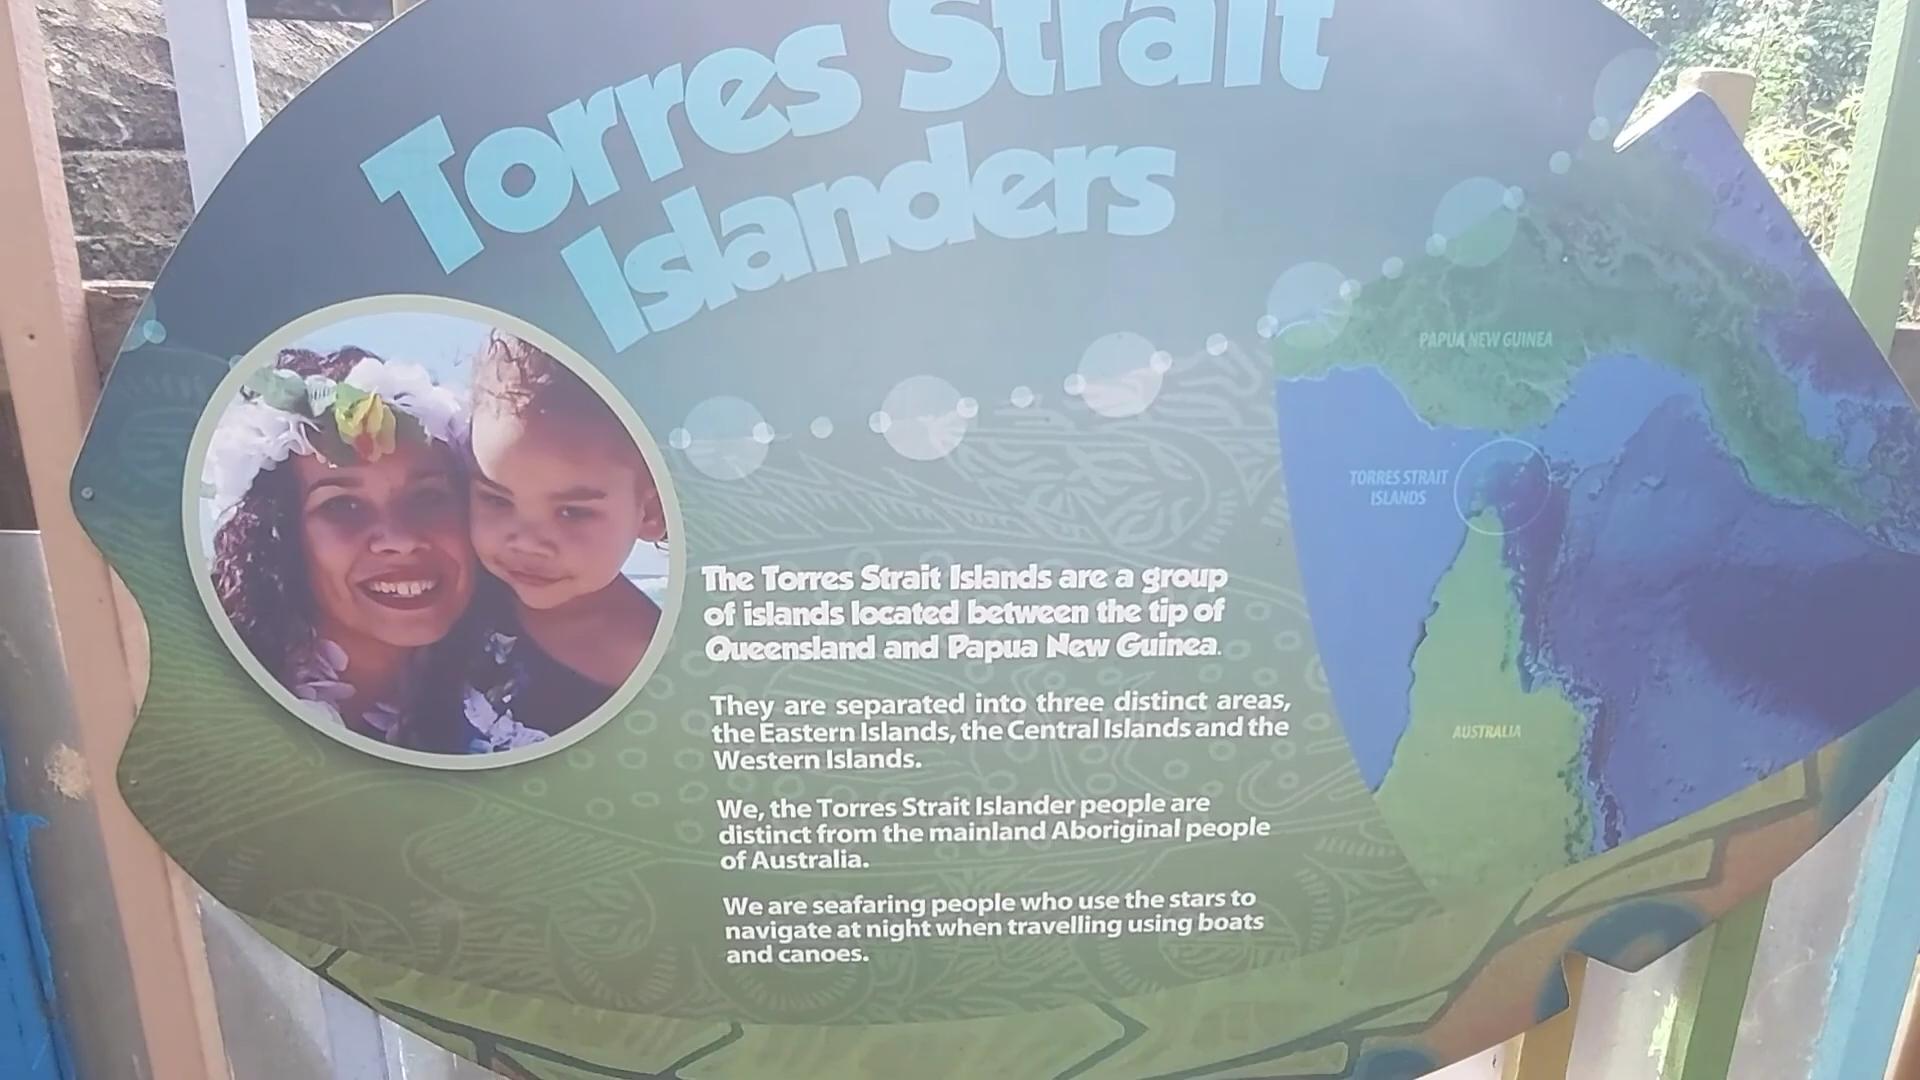 Torres Strait
Islanders
PAPUA NEW GUINEA
TORRES STRAIT
ISLANDS
AUSTRALIA
The Torres Strait Islands are a group
of islands located between the tip of
Queensland and Papua New Guinea.
They are separated into three distinct areas,
the Eastern Islands, the Central Islands and the
Western Islands.
We, the Torres Strait Islander people are
distinct from the mainland Aboriginal people
of Australia.
We are seafaring people who use the stars to
navigate at night when travelling using boats
and canoes.